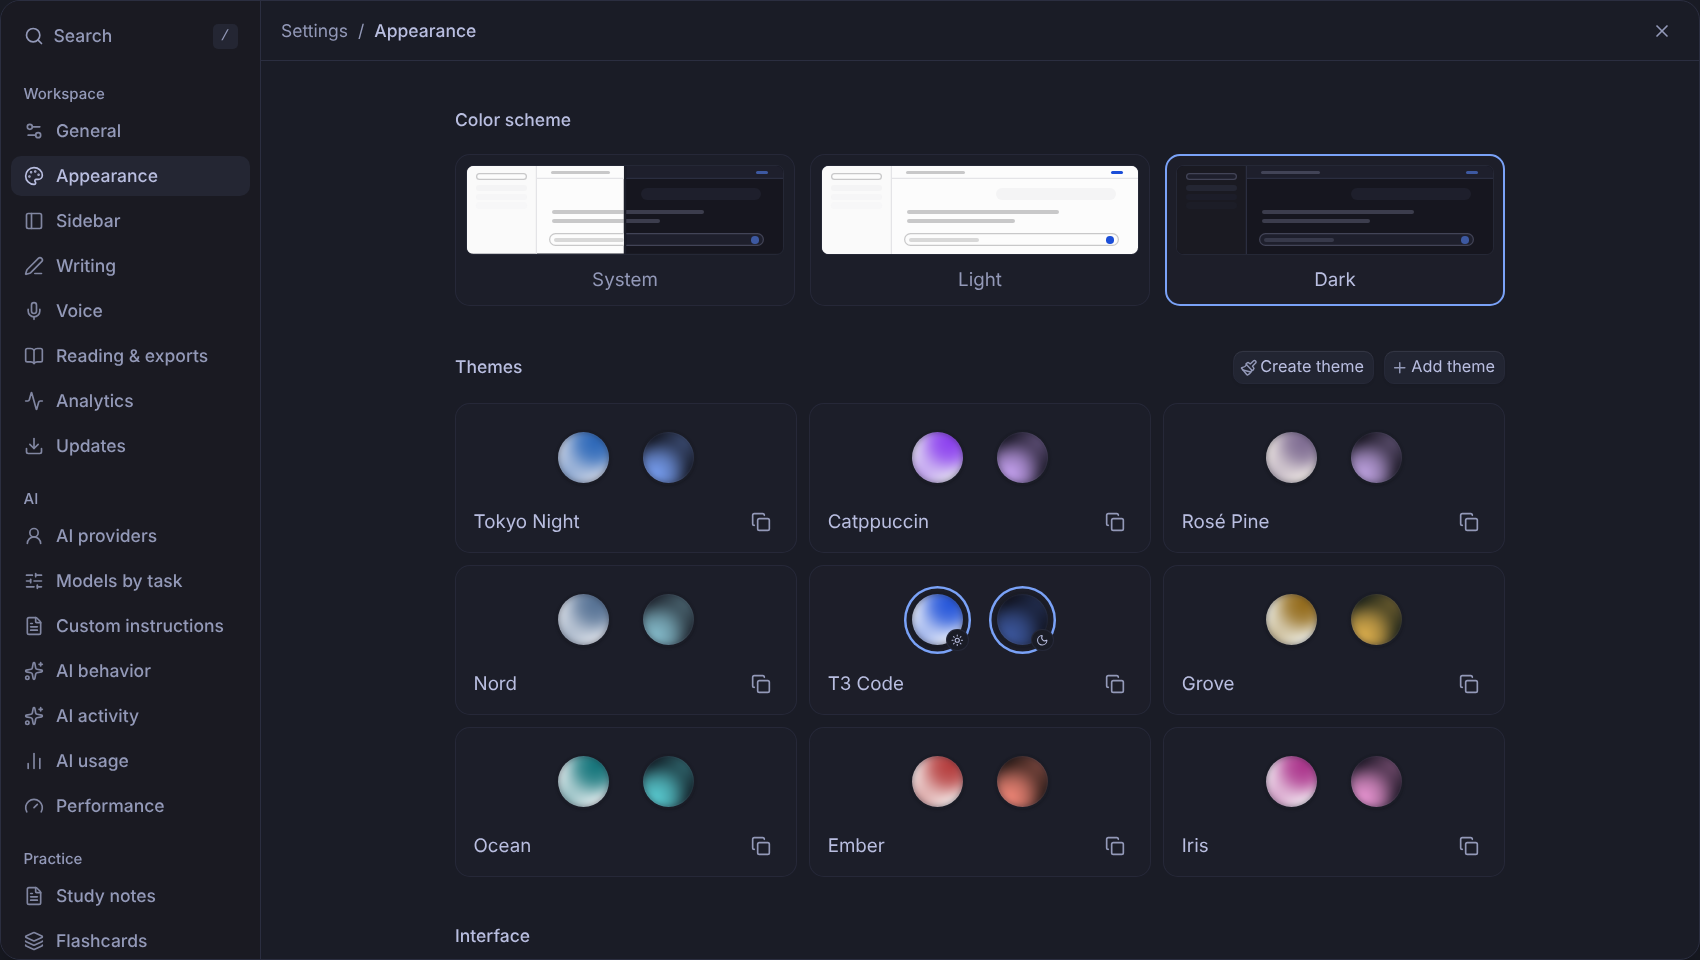 Search /
Settings / Appearance
Workspace
General
Appearance
Sidebar
Writing
Voice
Reading & exports
Analytics
Updates
AI
AI providers
Models by task
Custom instructions
AI behavior
AI activity
AI usage
Performance
Practice
Study notes
Flashcards
Color scheme
System
Light
Dark
Themes
Create theme
Add theme
Tokyo Night
Catppuccin
Rosé Pine
Nord
T3 Code
Grove
Ocean
Ember
Iris
Interface